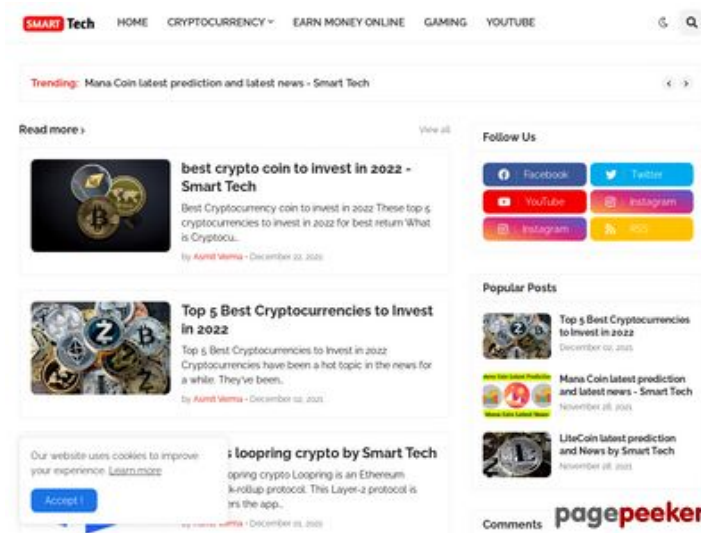 SMART Tech
HOME
CRYPTOCURRENCY
EARN MONEY ONLINE
GAMING
YOUTUBE
Trending: Mana Coin latest prediction and latest news - Smart Tech
Read more
View all
best crypto coin to invest in 2022 -
Smart Tech
Best Cryptocurrency coin to invest in 2022 These top 5
cryptocurrencies to invest in 2022 for best return What
is Cryptocu...
by Asmit Verma - December 22, 2021
Top 5 Best Cryptocurrencies to Invest
in 2022
Top 5 Best Cryptocurrencies to Invest in 2022
Cryptocurrencies have been a hot topic in the news for
a while. They've been...
by Asmit Verma - December 02, 2021
s loopring crypto by Smart Tech
opring crypto Loopring is an Ethereum
k-rollup protocol. This Layer-2 protocol is
ers the app...
by Asmit Verma - December 01, 2021
Our website uses cookies to improve
your experience. Learn more
Accept !
Follow Us
Facebook
Twitter
YouTube
Instagram
Instagram
RSS
Popular Posts
Top 5 Best Cryptocurrencies
to Invest in 2022
December 02, 2021
Mana Coin latest prediction
and latest news - Smart Tech
November 28, 2021
LiteCoin latest prediction
and News by Smart Tech
November 28, 2021
Comments
pagepeeker